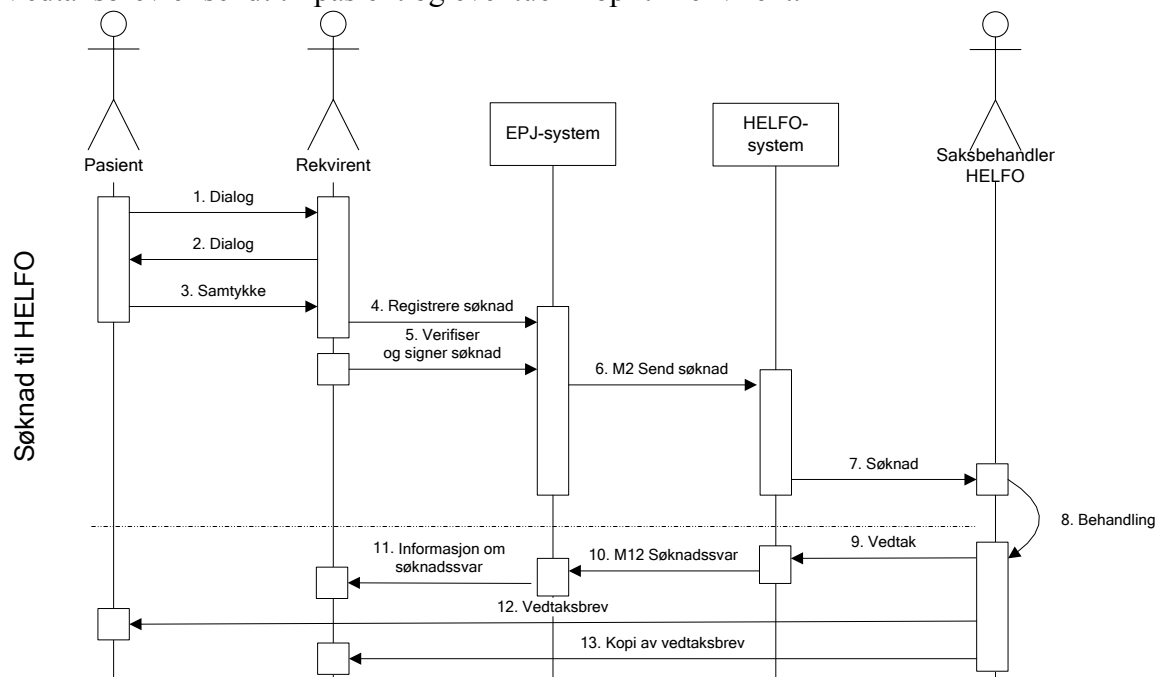 Pasient
Rekvirent
EPJ-system
HELFO-
system
Saksbehandler
HELFO
Søknad til HELFO
1. Dialog
2. Dialog
3. Samtykke
4. Registrere søknad
5. Verifiser
og signer søknad
6. M2 Send søknad
7. Søknad
8. Behandling
9. Vedtak
10. M12 Søknadssvar
11. Informasjon om
søknadssvar
12. Vedtaksbrev
13. Kopi av vedtaksbrev